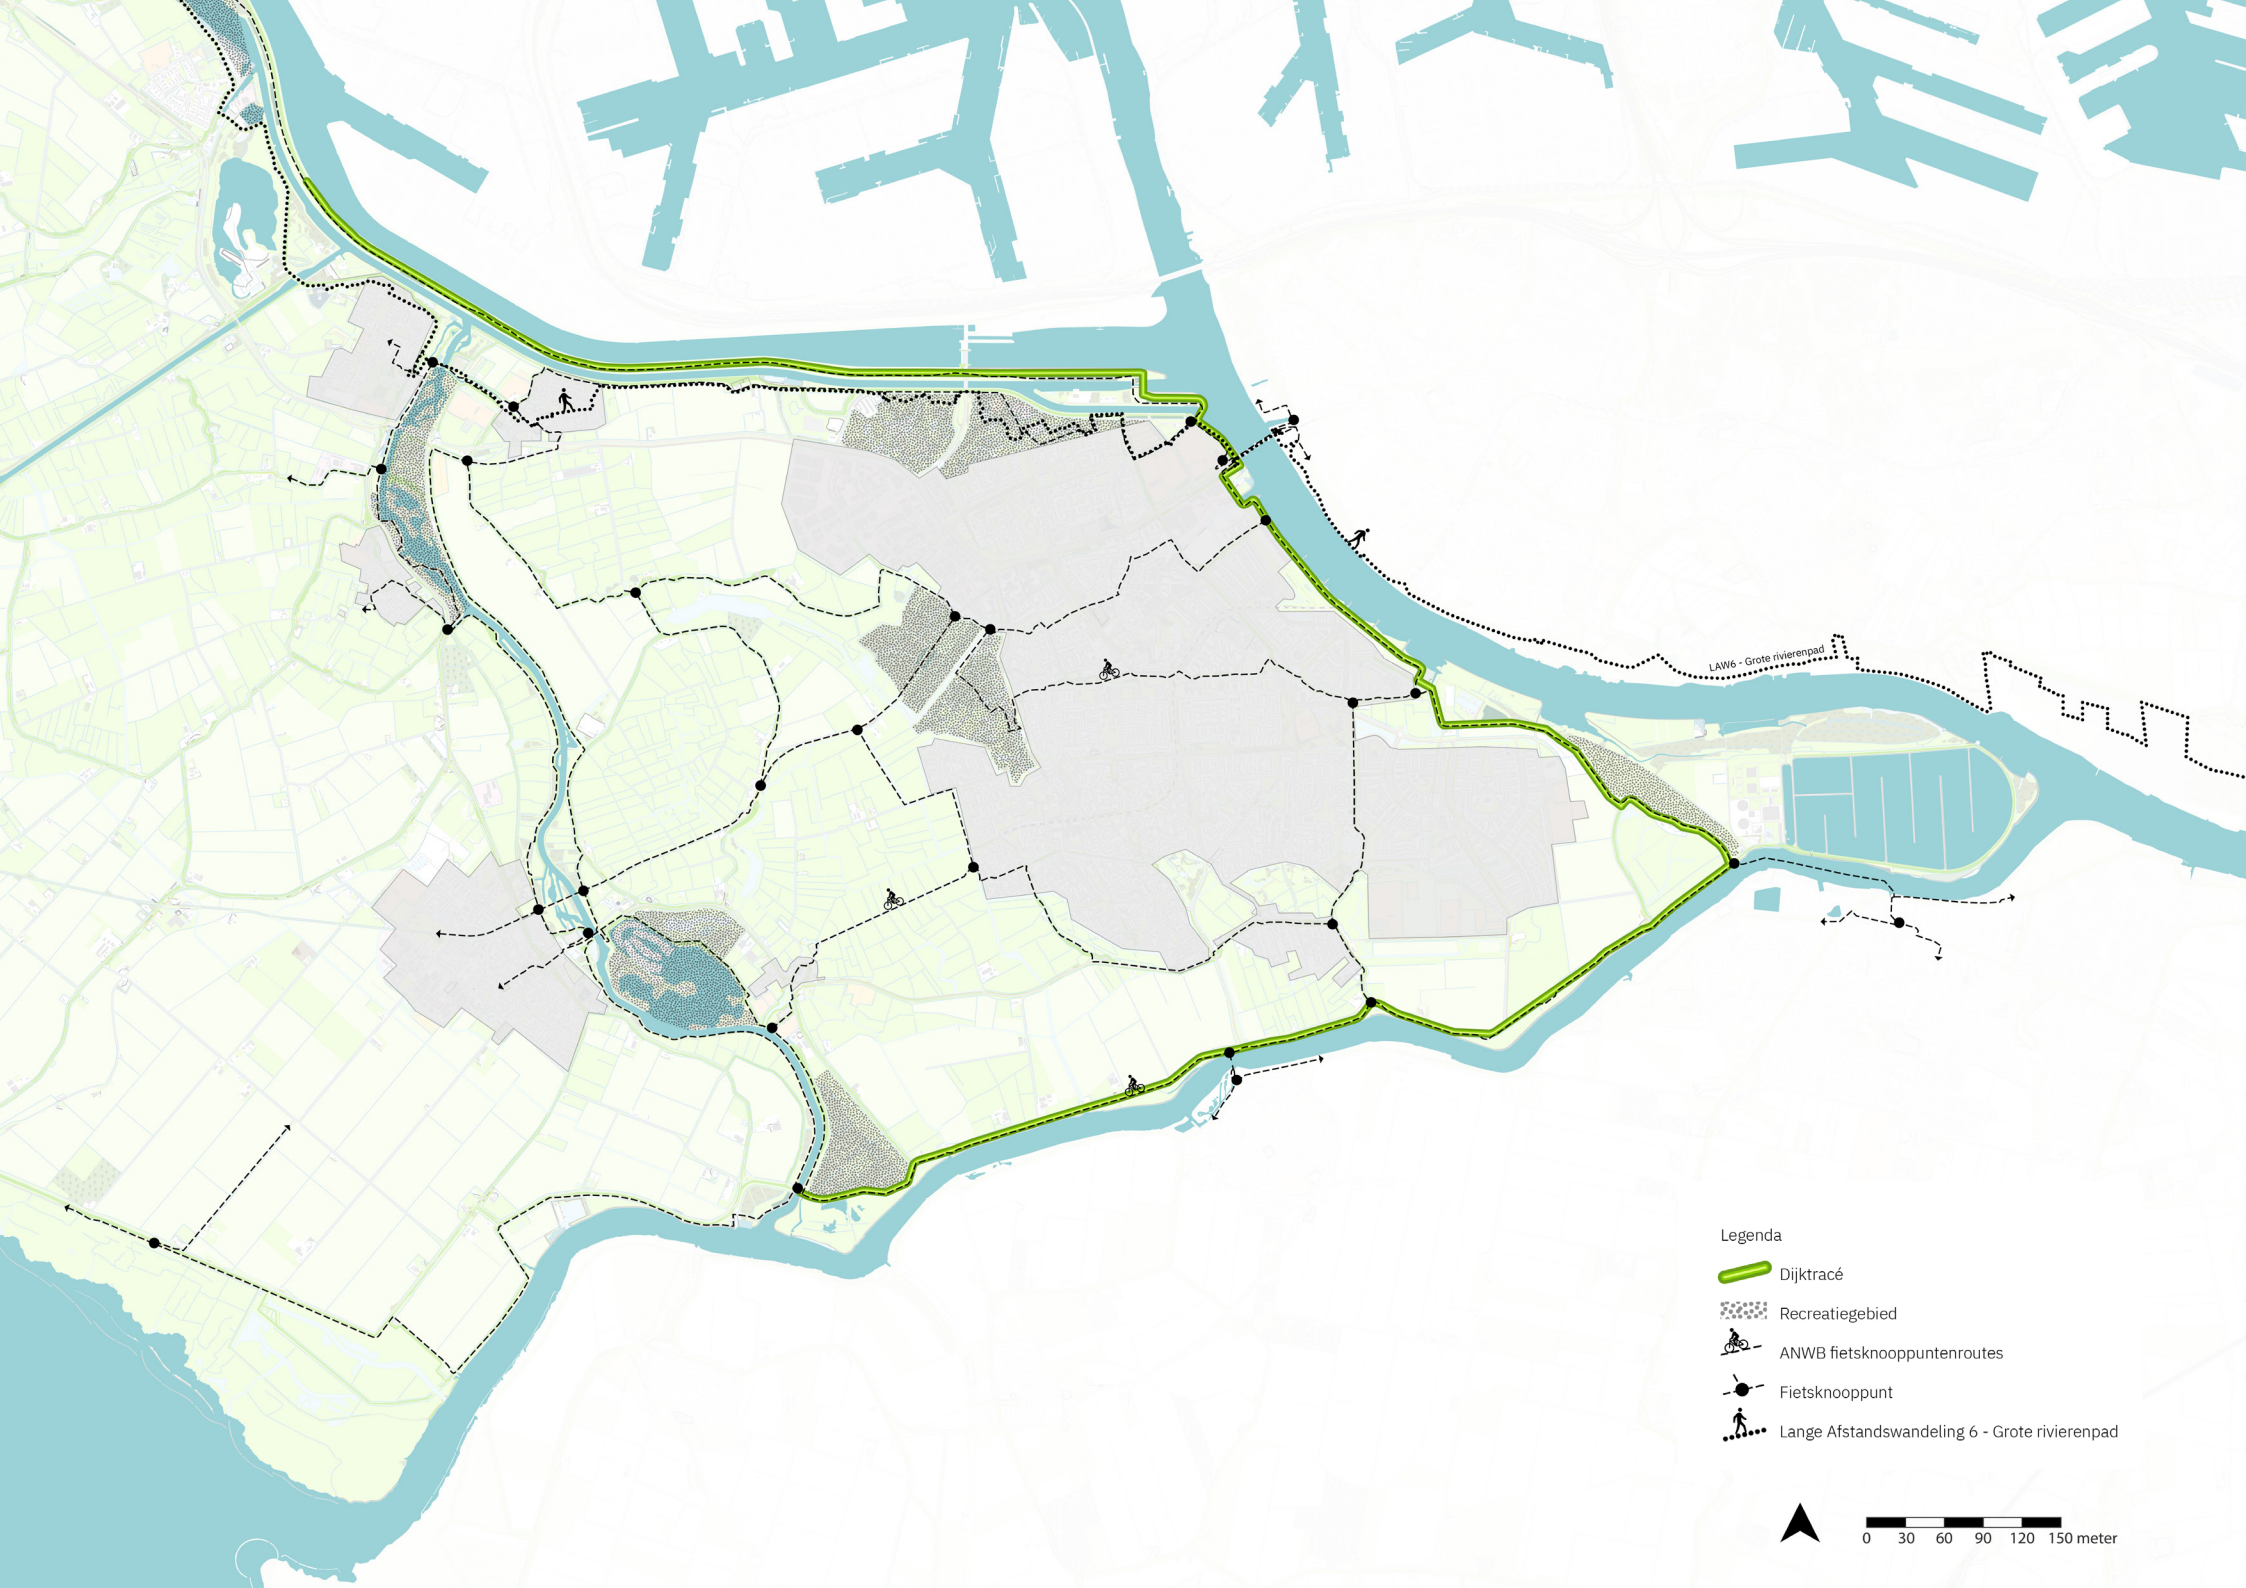 LAW6 - Grote rivierenpad
Legenda
Dijktracé
Recreatiegebied
ANWB fietsknooppuntenroutes
Fietsknooppunt
Lange Afstandswandeling 6 - Grote rivierenpad
0 30 60 90 120 150 meter